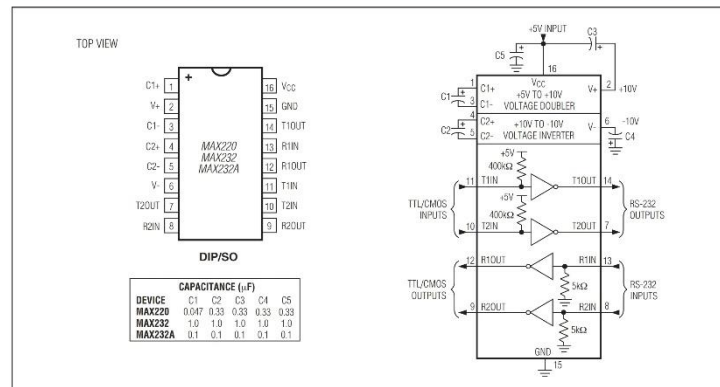 TOP VIEW
C1+ 1
V+ 2
C1- 3
C2+ 4
C2- 5
V- 6
T2OUT 7
R2IN 8
+
MAX220
MAX232
MAX232A
16 VCC
15 GND
14 T1OUT
13 R1IN
12 R1OUT
11 T1IN
10 T2IN
9 R2OUT
DIP/SO
CAPACITANCE (μF)
DEVICE C1 C2 C3 C4 C5
MAX220 0.047 0.33 0.33 0.33 0.33
MAX232 1.0 1.0 1.0 1.0 1.0
MAX232A 0.1 0.1 0.1 0.1 0.1
+5V INPUT
C3
C5
16
VCC
1 C1+
C1
3 C1-
+5V TO +10V
VOLTAGE DOUBLER
V+ 2 +10V
4 C2+
C2
5 C2-
+10V TO -10V
VOLTAGE INVERTER
V- 6 -10V
C4
+5V
400kΩ
11 T1IN
T1OUT 14
+5V
400kΩ
10 T2IN
T2OUT 7
TTL/CMOS
INPUTS
RS-232
OUTPUTS
12 R1OUT
R1IN 13
5kΩ
9 R2OUT
R2IN 8
5kΩ
TTL/CMOS
OUTPUTS
RS-232
INPUTS
GND
15